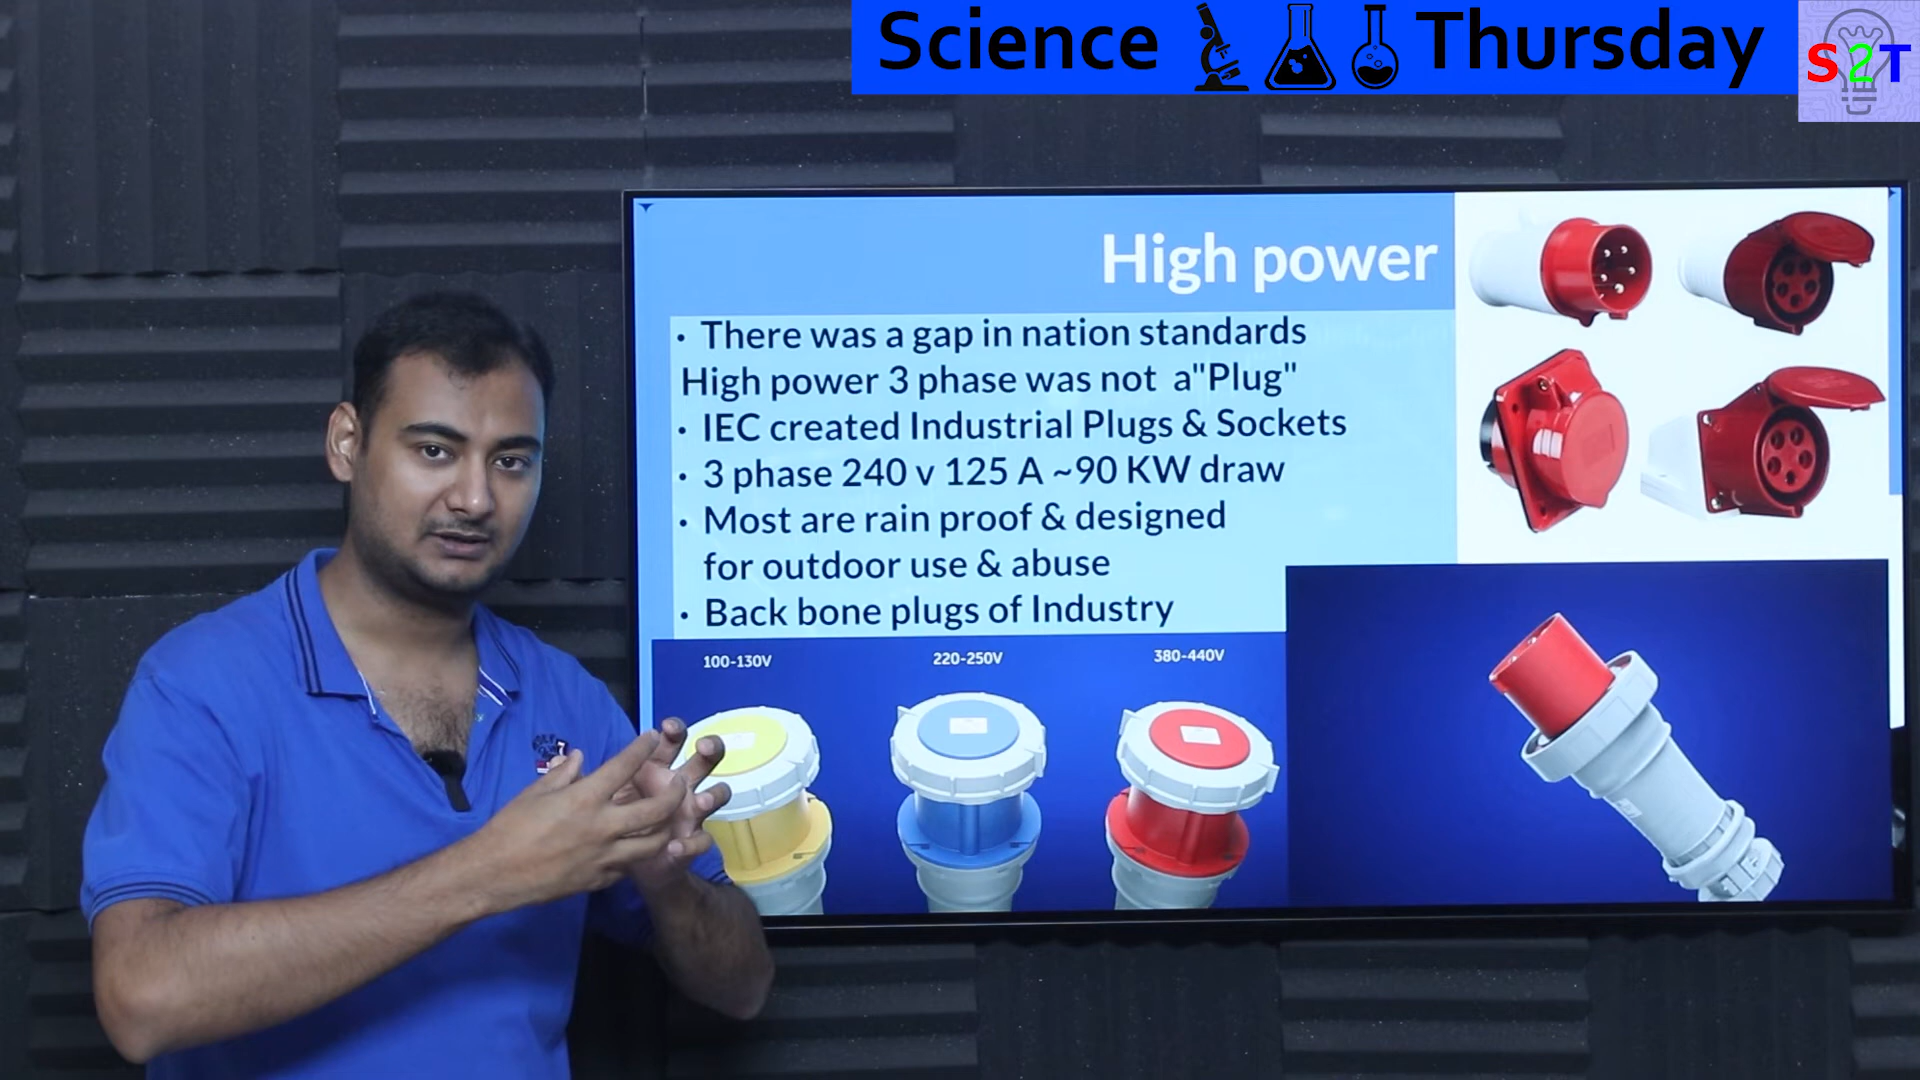 Science Thursday
S2T
High power
· There was a gap in nation standards
High power 3 phase was not a"Plug"
· IEC created Industrial Plugs & Sockets
· 3 phase 240 v 125 A ~90 KW draw
· Most are rain proof & designed
for outdoor use & abuse
· Back bone plugs of Industry
100-130V 220-250V 380-440V